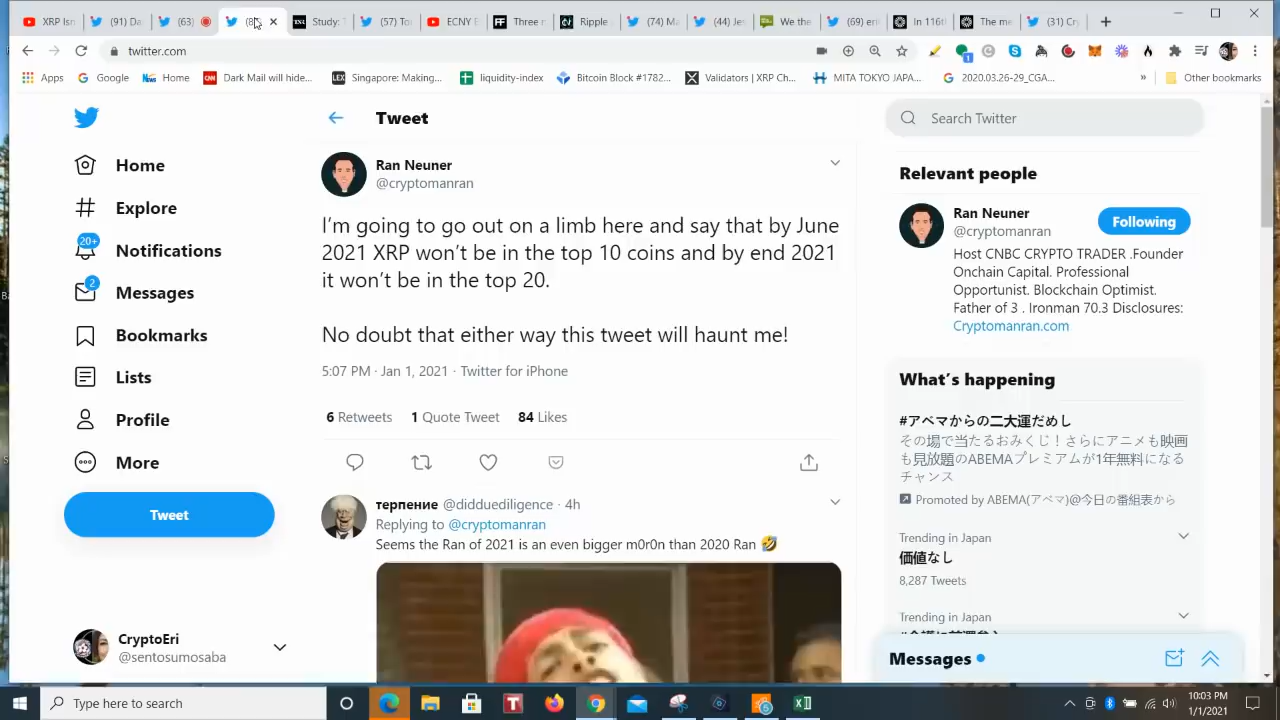 XRP Isn
(91) Da
(63)
(8
Study: T
(57) To
ECNY E
Three r
Ripple
(74) Ma
(44) Jes
We the
(69) eri
In 116t
The me
(31) Cry
twitter.com
Apps
Google
Home
Dark Mail will hide...
Singapore: Making...
liquidity-index
Bitcoin Block #1782...
Validators | XRP Ch...
MITA TOKYO JAPA...
2020.03.26-29_CGA...
»
Other bookmarks
Home
Explore
20+
Notifications
2
Messages
Bookmarks
Lists
Profile
More
Tweet
CryptoEri
@sentosumosaba
Tweet
Ran Neuner
@cryptomanran
I'm going to go out on a limb here and say that by June
2021 XRP won't be in the top 10 coins and by end 2021
it won't be in the top 20.
No doubt that either way this tweet will haunt me!
5:07 PM · Jan 1, 2021 · Twitter for iPhone
6 Retweets 1 Quote Tweet 84 Likes
терпение @didduediligence · 4h
Replying to @cryptomanran
Seems the Ran of 2021 is an even bigger m0r0n than 2020 Ran 🤣
Search Twitter
Relevant people
Ran Neuner
@cryptomanran
Following
Host CNBC CRYPTO TRADER .Founder
Onchain Capital. Professional
Opportunist. Blockchain Optimist.
Father of 3 . Ironman 70.3 Disclosures:
Cryptomanran.com
What's happening
#アベマからの二大運だめし
その場で当たるおみくじ！さらにアニメも映画
も見放題のABEMAプレミアムが1年無料になる
チャンス
Promoted by ABEMA(アベマ)@今日の番組表から
Trending in Japan
価値なし
8,287 Tweets
Trending in Japan
Messages
Type here to search
10:03 PM
1/1/2021